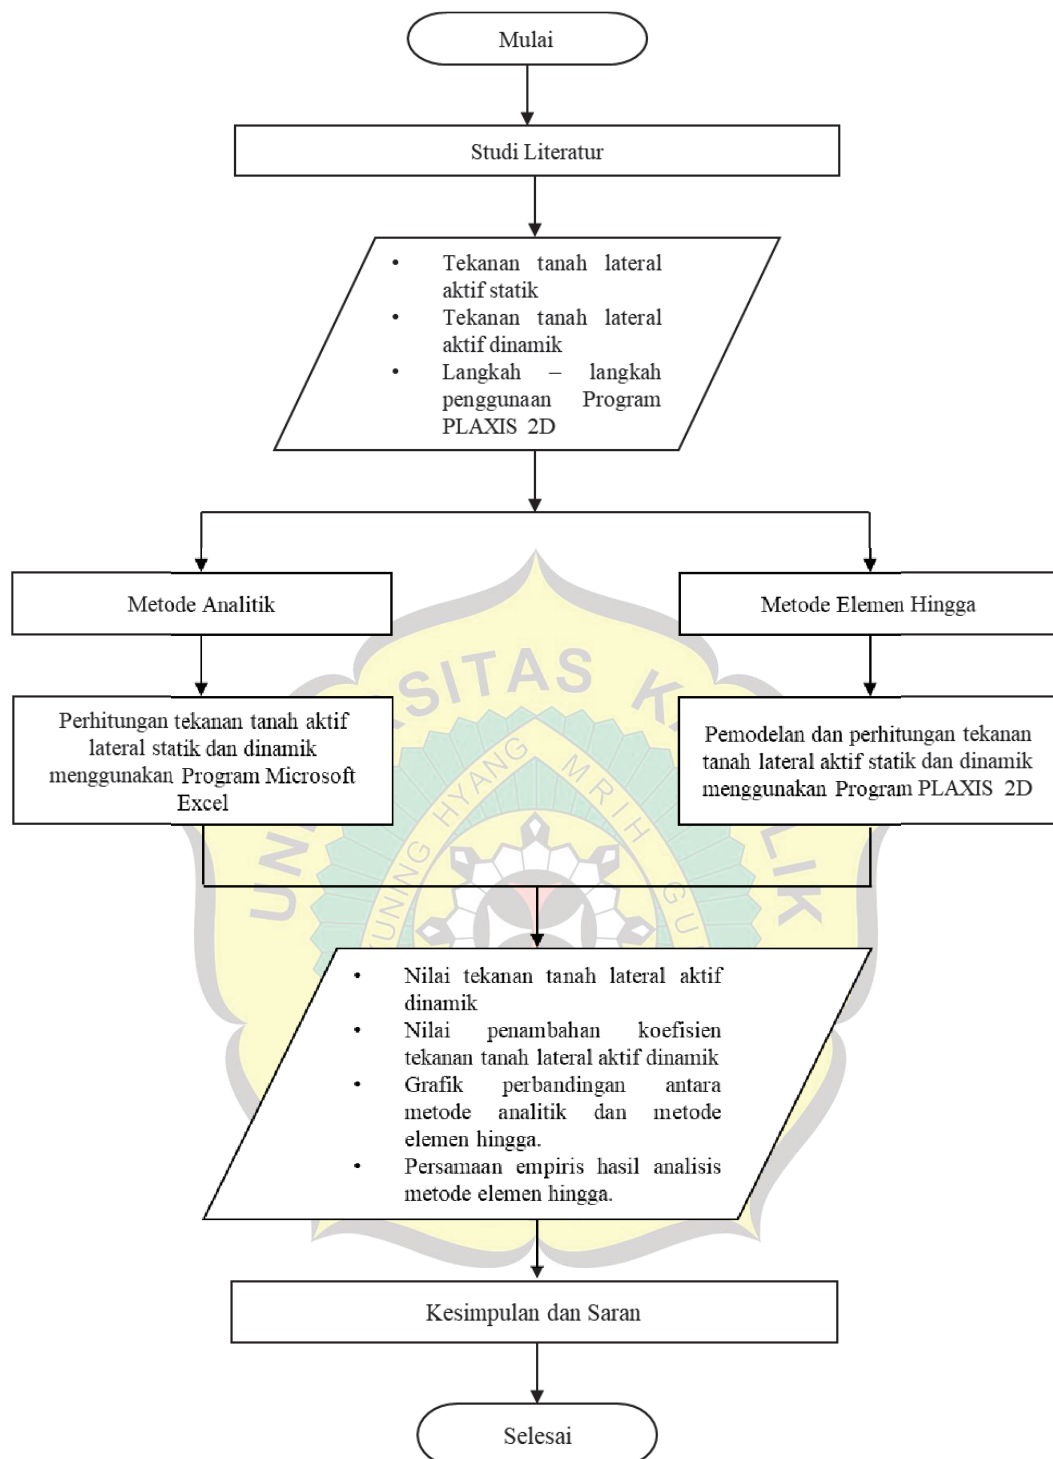 Mulai
Studi Literatur
• Tekanan tanah lateral
aktif statik
• Tekanan tanah lateral
aktif dinamik
• Langkah – langkah
penggunaan Program
PLAXIS 2D
Metode Analitik
Metode Elemen Hingga
Perhitungan tekanan tanah aktif
lateral statik dan dinamik
menggunakan Program Microsoft
Excel
Pemodelan dan perhitungan tekanan
tanah lateral aktif statik dan dinamik
menggunakan Program PLAXIS 2D
• Nilai tekanan tanah lateral aktif
dinamik
• Nilai penambahan koefisien
tekanan tanah lateral aktif dinamik
• Grafik perbandingan antara
metode analitik dan metode
elemen hingga.
• Persamaan empiris hasil analisis
metode elemen hingga.
Kesimpulan dan Saran
Selesai
HYANG
MRIH